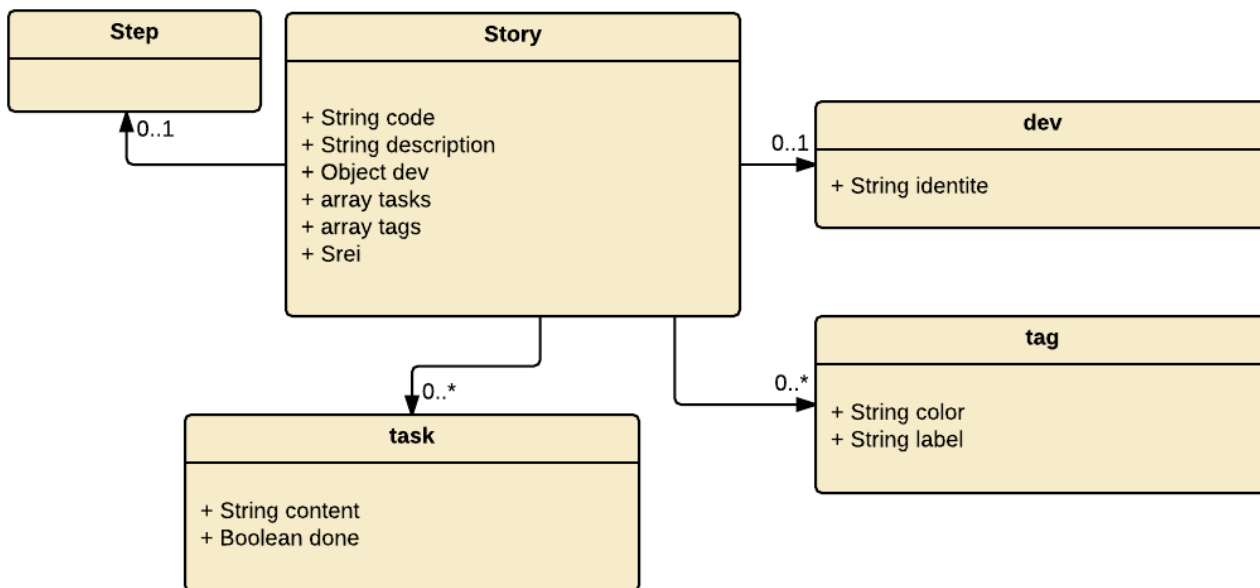 Step
0..1
Story
+ String code
+ String description
+ Object dev
+ array tasks
+ array tags
+ Srei
0..1
dev
+ String identite
0..*
tag
+ String color
+ String label
0..*
task
+ String content
+ Boolean done